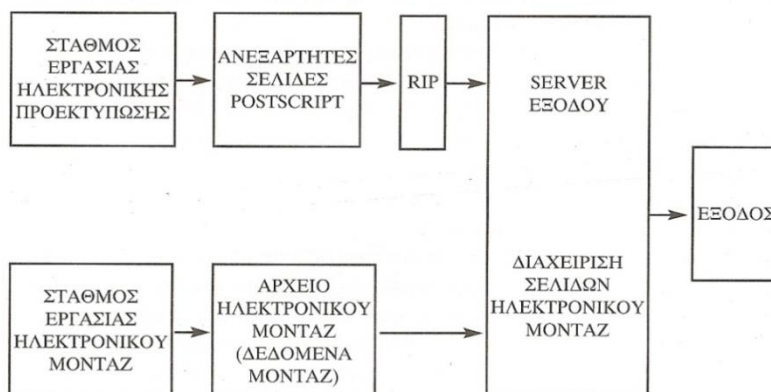 ΣΤΑΘΜΟΣ
ΕΡΓΑΣΙΑΣ
ΗΛΕΚΤΡΟΝΙΚΗΣ
ΠΡΟΕΚΤΥΠΩΣΗΣ
ΑΝΕΞΑΡΤΗΤΕΣ
ΣΕΛΙΔΕΣ
POSTSCRIPT
RIP
SERVER
ΕΞΟΔΟΥ
ΕΞΟΔΟΣ
ΣΤΑΘΜΟΣ
ΕΡΓΑΣΙΑΣ
ΗΛΕΚΤΡΟΝΙΚΟΥ
ΜΟΝΤΑΖ
ΑΡΧΕΙΟ
ΗΛΕΚΤΡΟΝΙΚΟΥ
ΜΟΝΤΑΖ
(ΔΕΔΟΜΕΝΑ
ΜΟΝΤΑΖ)
ΔΙΑΧΕΙΡΙΣΗ
ΣΕΛΙΔΩΝ
ΗΛΕΚΤΡΟΝΙΚΟΥ
ΜΟΝΤΑΖ